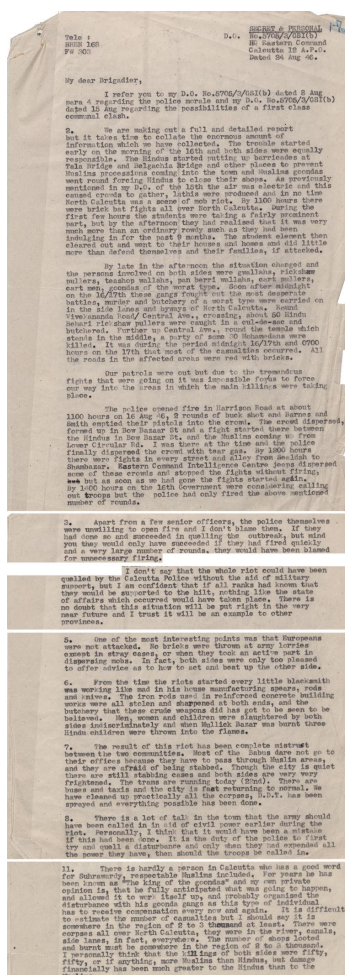 SECRET & PERSONAL
Tele :
D.O. No.5705/3/GSI(b)
HQ Eastern Command
Calcutta 12 A.P.O.
Dated 24 Aug 46.
My dear Brigadier,
I refer you to my D.O. No.5705/3/GSI(b) dated 8 Aug
para 4 regarding the police morale and my D.O. No.5705/3/GSI(b)
dated 15 Aug regarding the possibilities of a first class
communal clash.
2. We are making out a full and detailed report
but it takes time to collate the enormous amount of
information which we have collected. The trouble started
early on the morning of the 16th and both sides were equally
responsible. The Hindus started putting up barricades at
Tala Bridge and Belgachia Bridge and other places to prevent
Muslims processions coming into the town and Muslims goondas
went round forcing Hindus to close their shops. As previously
mentioned in my D.O. of the 15th the air was electric and this
caused crowds to gather, lathis were produced and in no time
North Calcutta was a scene of mob riot. By 1100 hours there
were brick bat fights all over North Calcutta. During the
first few hours the students were taking a fairly prominent
part, but by the afternoon they had realised that it was very
much more than an ordinary rowdy such as they had been
indulging in for the past 9 months. The student element then
cleared out and went to their houses and homes and did little
more than defend themselves and their families, if attacked.
By late in the afternoon the situation changed and
the persons involved on both sides were gwallahs, rickshaw
pullers, teashop wallahs, pan berri wallahs, cart pullers,
cart men, goondas of the worst type. Soon after midnight
on the 16/17th these gangs fought out the most desperate
battles, murder and butchery of a worst type were carried on
in the side lanes and byways of North Calcutta. Round
Vivekananda Road/ Central Ave., crossing, about 50 Hindu
Behari rickshaw pullers were caught in a cul-de-sac and
butchered. Further up Central Ave., round the temple which
stands in the middle, a party of some 30 Mohamedans were
killed. It was during the period midnight 16/17th and 0700
hours on the 17th that most of the casualties occurred. All
the roads in the affected areas were red with bricks.
Our patrols were out but due to the tremendous
fights that were going on it was impossible to force
our way into the areas in which the main killings were taking
place.
The police opened fire in Harrison Road at about
1100 hours on 16 Aug 46, 2 rounds of buck shot and Barnes and
Smith emptied their pistols into the crowd. The crowd dispersed,
formed up in Bow Bazaar St and a fight started there between
the Hindus in Bow Bazar St. and the Muslims coming up from
Lower Circular Rd. I was there at the time and the police
finally dispersed the crowd with tear gas. By 1200 hours
there were fights in every street and alley from Sealdah to
Shambazar. Eastern Command Intelligence Centre jeeps dispersed
some of these crowds and stopped the fights without firing,
but as soon as we had gone the fights started again.
By 1400 hours on the 16th Government were considering calling
out troops but the police had only fired the above mentioned
number of rounds.
3. Apart from a few senior officers, the police themselves
were unwilling to open fire and I don't blame them. If they
had done so and succeeded in quelling the outbreak, but mind
you they would only have succeeded if they had fired quickly
and a very large number of rounds, they would have been blamed
for unnecessary firing.
I don't say that the whole riot could have been
quelled by the Calcutta Police without the aid of military
support, but I am confident that if all ranks had known that
they would be supported to the hilt, nothing like the state
of affairs which occurred would have taken place. There is
no doubt that this situation will be put right in the very
near future and I trust it will be an example to other
provinces.
5. One of the most interesting points was that Europeans
were not attacked. No bricks were thrown at army lorries
except in stray cases, or when they took an active part in
dispersing mobs. In fact, both sides were only too pleased
to offer advice as to how to act and beat up the other side.
6. From the time the riots started every little blacksmith
was working like mad in his house manufacturing spears, rods
and knives. The iron rods used in reinforced concrete building
works were all stolen and sharpened at both ends, and the
butchery that these crude weapons did has got to be seen to be
believed. Men, women and children were slaughtered by both
sides indiscriminately and when Mullick Bazar was burnt three
Hindu children were thrown into the flames.
7. The result of this riot has been complete mistrust
between the two communities. Most of the Babus dare not go to
their offices because they have to pass through Muslim areas,
and they are afraid of being stabbed. Though the city is quiet
there are still stabbing cases and both sides are very very
frightened. The trams are running today (22nd). There are
buses and taxis and the city is fast returning to normal. We
have cleaned up practically all the corpses, D.D.T. has been
sprayed and everything possible has been done.
8. There is a lot of talk in the town that the army should
have been called in in aid of civil power earlier during the
riot. Personally, I think that it would have been a mistake
if this had been done. It is the duty of the police to first
try and quell a disturbance and only when they had expended all
the power they have, then should the troops be called in.
11. There is hardly a person in Calcutta who has a good word
for Suhrawardy, respectable Muslims included. For years he has
been known as "The king of the goondas" and my own private
opinion is, that he fully anticipated what was going to happen,
and allowed it to work itself up, and probably organised the
disturbance with his goonda gangs as this type of individual
has to receive compensation every now and again. It is difficult
to estimate the number of casualties but I should say it is
somewhere in the region of 2 to 3 thousand at least. There were
corpses all over North Calcutta, they were in the river, canals,
side lanes, in fact, everywhere. The number of shops looted
and burnt must be somewhere in the region of 2 to 3 thousand.
I personally think that the killings of both sides were fifty,
fifty, or if anything, more Muslims than Hindus, but damage
financially has been much greater to the Hindus than to the